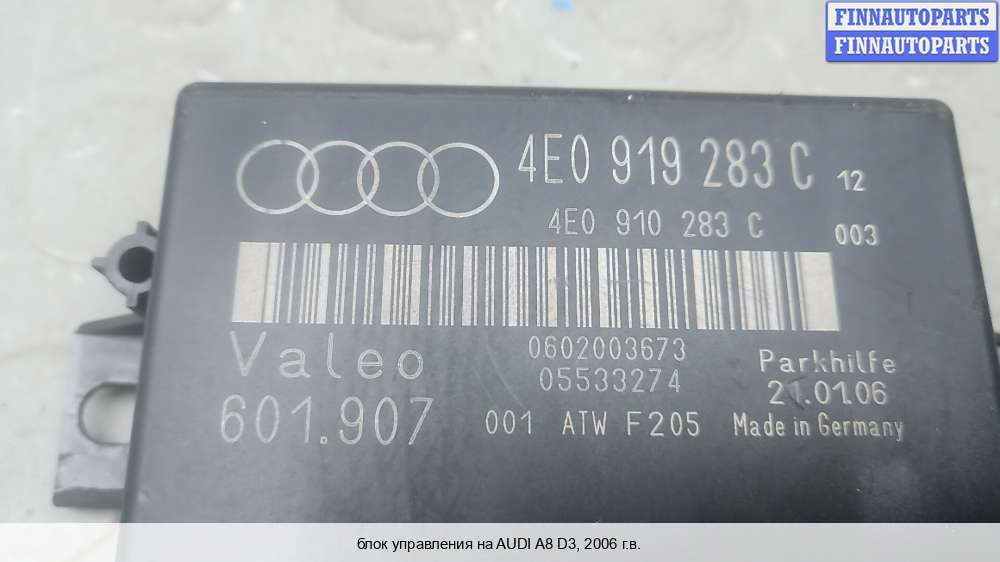 FINNAUTOPARTS
FINNAUTOPARTS
4E0 919 283 C 12
4E0 910 283 C 003
Valeo 0602003673 Parkhilfe
05533274 21.01.06
601.907 001 ATW F205 Made in Germany
блок управления на AUDI A8 D3, 2006 г.в.